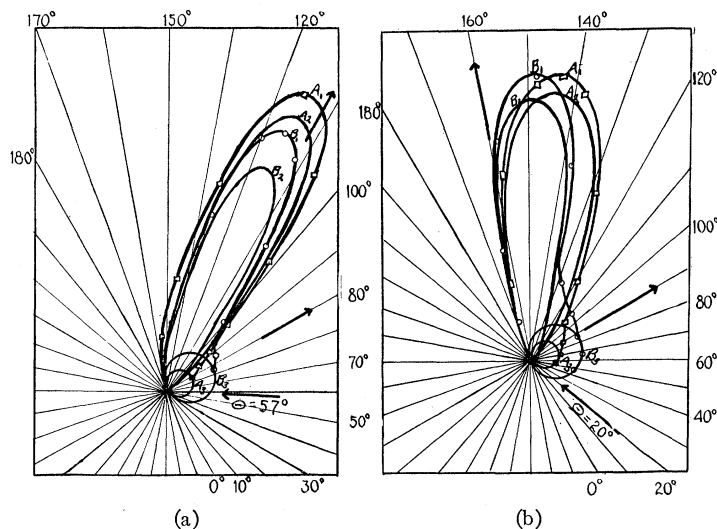 170° 150° 120°
180°
A₁
A₂
B₁
B₂
100°
80°
70°
A₃ B₃
Θ=57°
50°
0° 10° 30°
(a)
160° 140°
B₁ A₁
B₂ A₂
120°
180°
100°
80°
60°
A₃ B₃
Θ=20°
40°
0° 20°
(b)